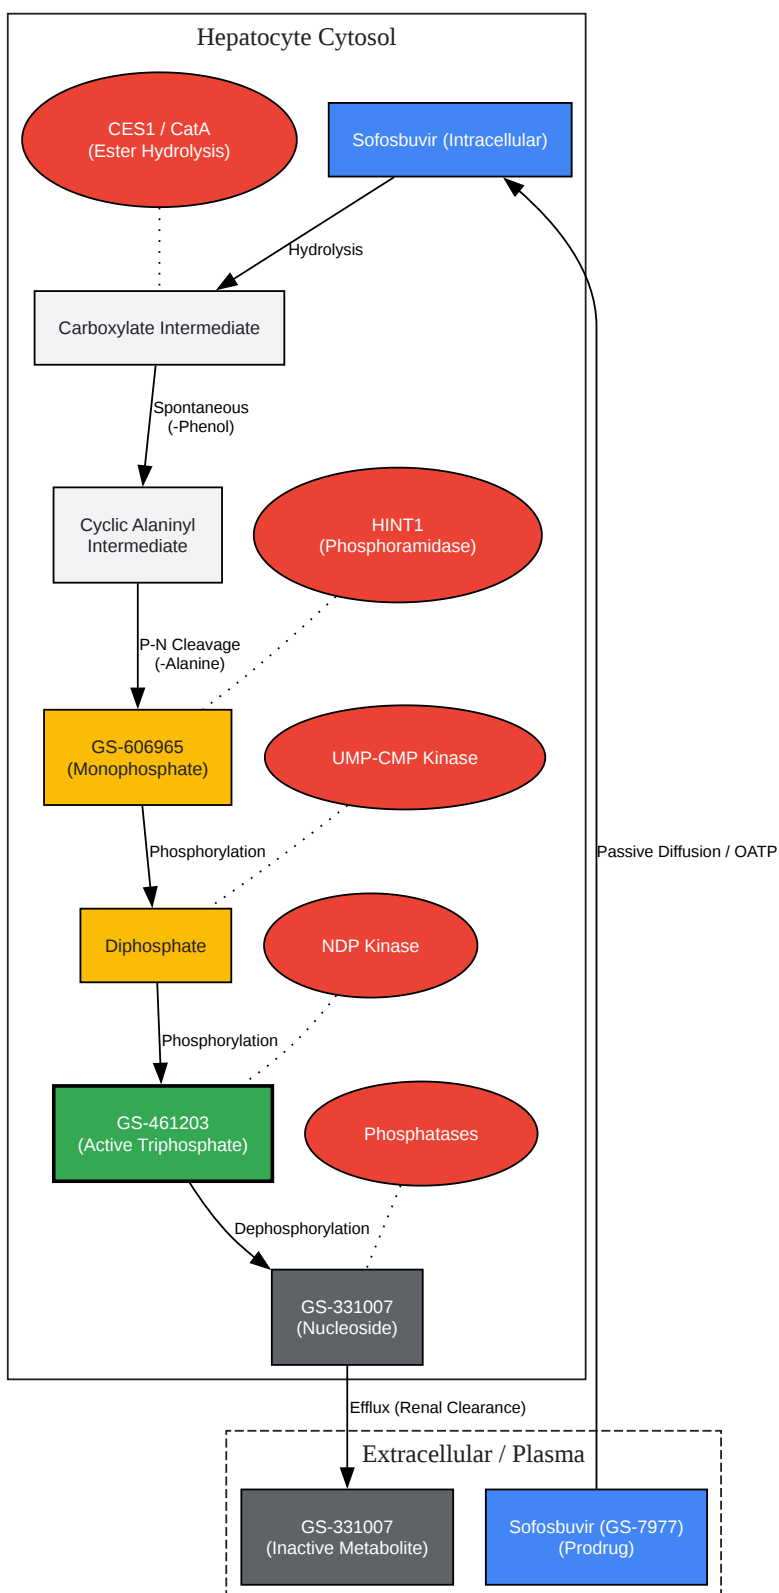 Hepatocyte Cytosol
CES1 / CatA
(Ester Hydrolysis)
Sofosbuvir (Intracellular)
Hydrolysis
Carboxylate Intermediate
Spontaneous
(-Phenol)
Cyclic Alaninyl
Intermediate
HINT1
(Phosphoramidase)
P-N Cleavage
(-Alanine)
GS-606965
(Monophosphate)
UMP-CMP Kinase
Phosphorylation
Passive Diffusion / OATP
Diphosphate
NDP Kinase
Phosphorylation
GS-461203
(Active Triphosphate)
Phosphatases
Dephosphorylation
GS-331007
(Nucleoside)
Efflux (Renal Clearance)
Extracellular / Plasma
GS-331007
(Inactive Metabolite)
Sofosbuvir (GS-7977)
(Prodrug)